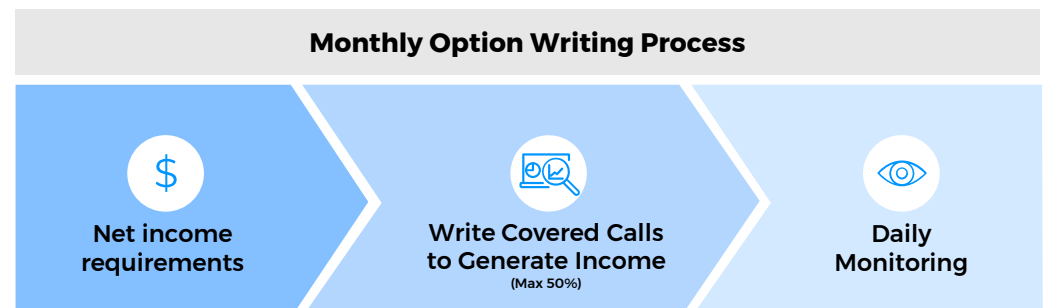 Monthly Option Writing Process
$
Net income
requirements
Write Covered Calls
to Generate Income
(Max 50%)
Daily
Monitoring